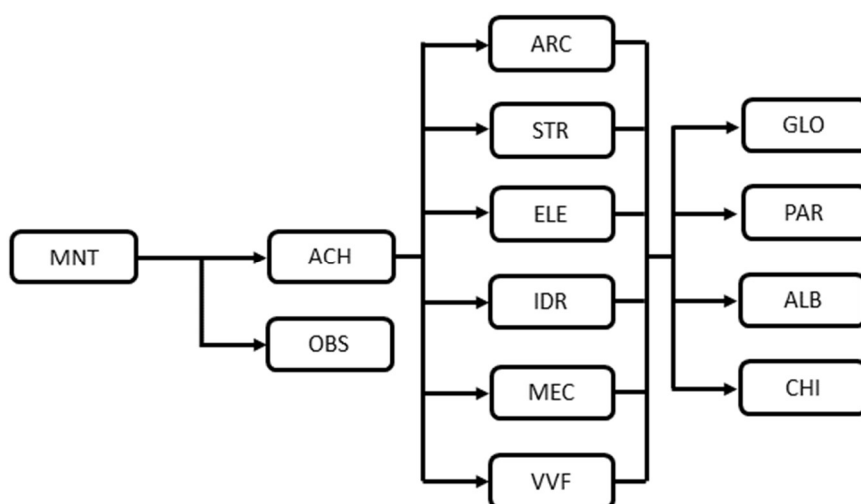 MNT
ACH
OBS
ARC
STR
ELE
IDR
MEC
VVF
GLO
PAR
ALB
CHI